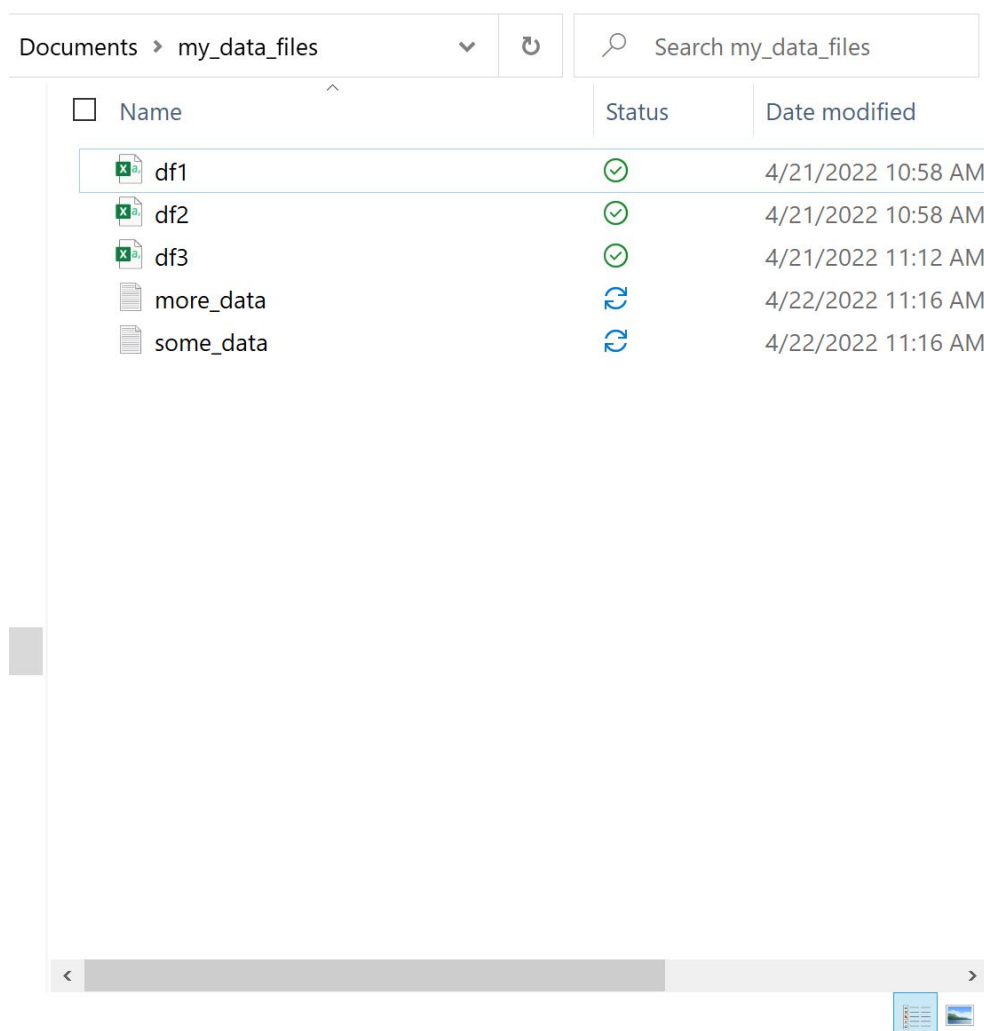 Documents > my_data_files Search my_data_files
Name Status Date modified
df1 4/21/2022 10:58 AM
df2 4/21/2022 10:58 AM
df3 4/21/2022 11:12 AM
more_data 4/22/2022 11:16 AM
some_data 4/22/2022 11:16 AM